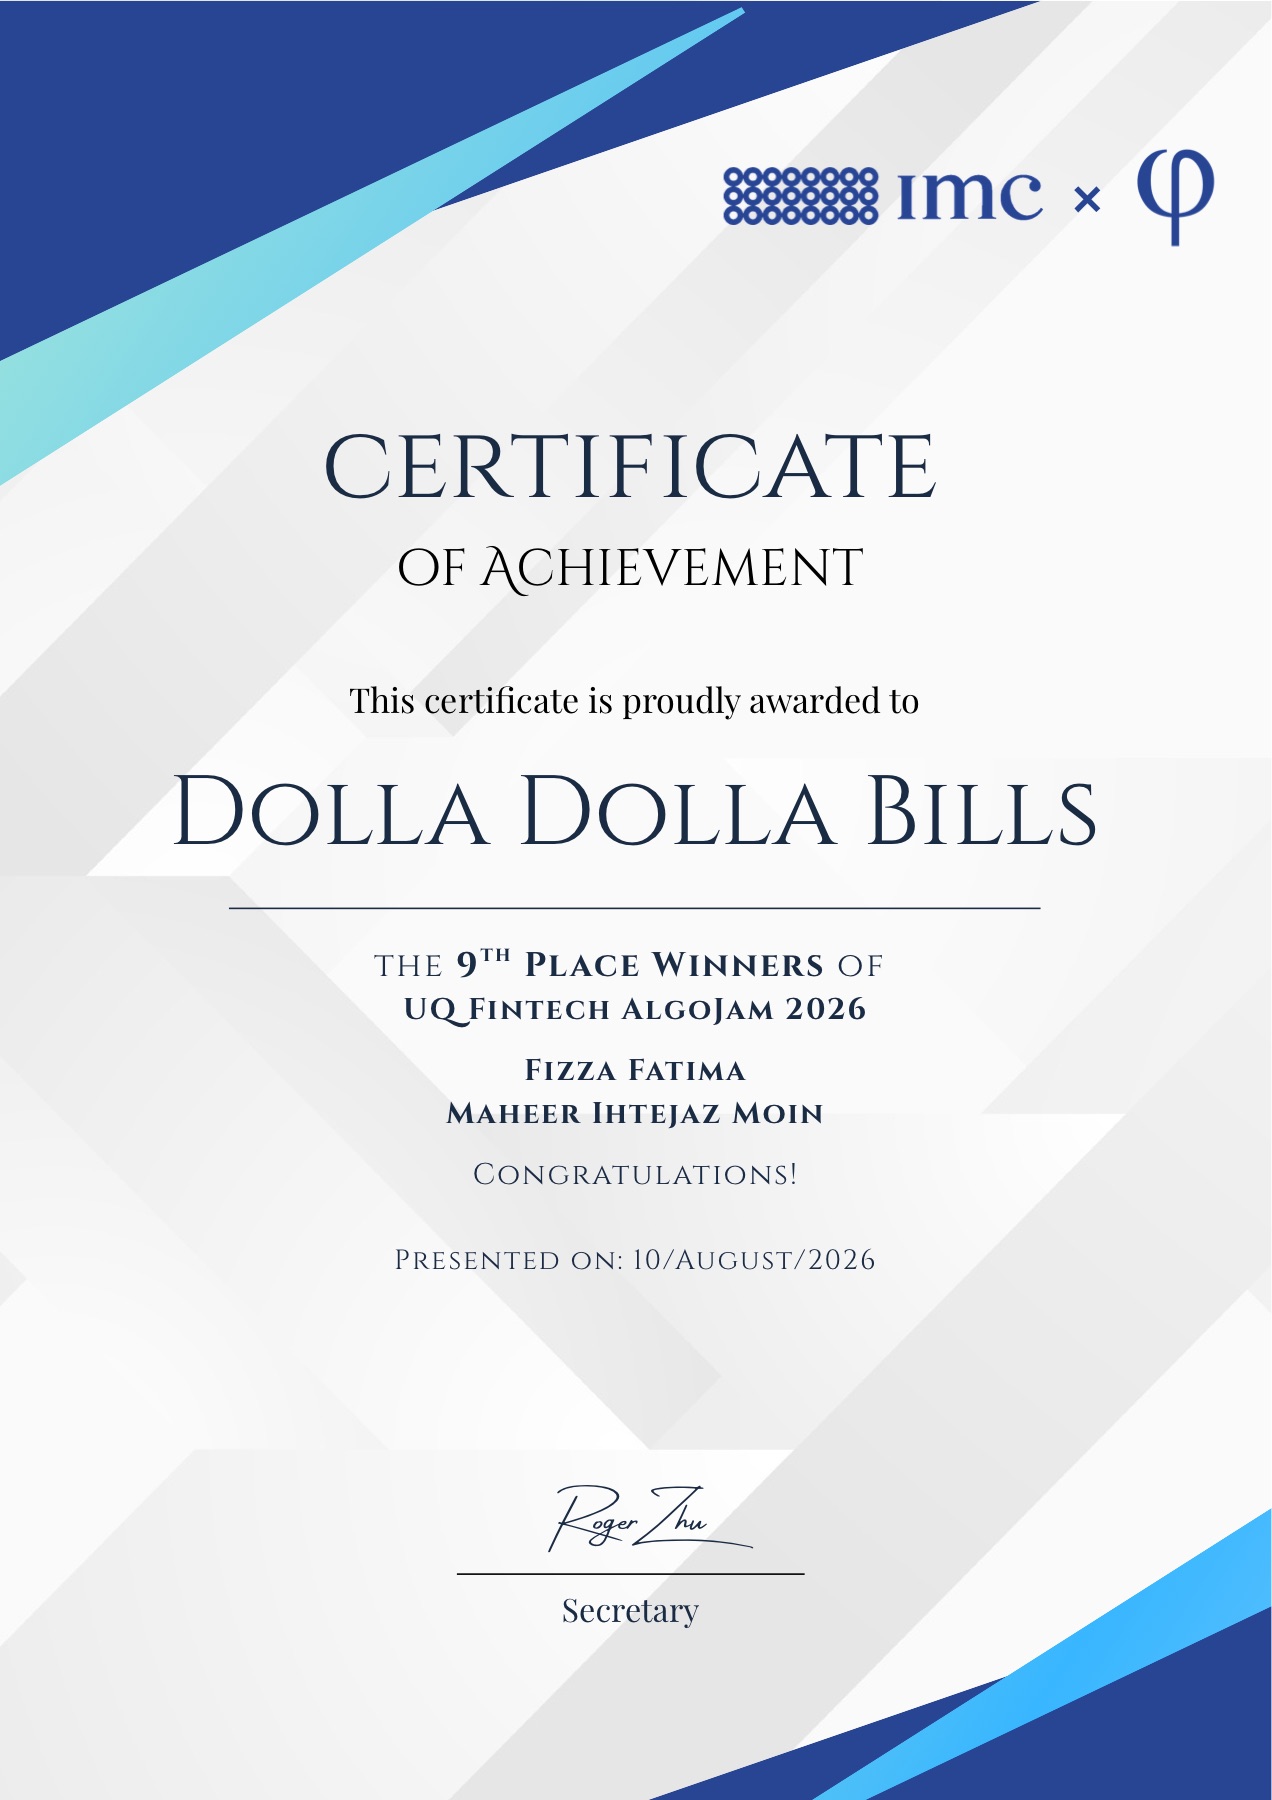 imc × φ
CERTIFICATE
OF ACHIEVEMENT
This certificate is proudly awarded to
DOLLA DOLLA BILLS
THE 9TH PLACE WINNERS OF
UQ FINTECH ALGOJAM 2026
FIZZA FATIMA
MAHEER IHTEJAZ MOIN
CONGRATULATIONS!
PRESENTED ON: 10/AUGUST/2026
Roger Zhu
Secretary